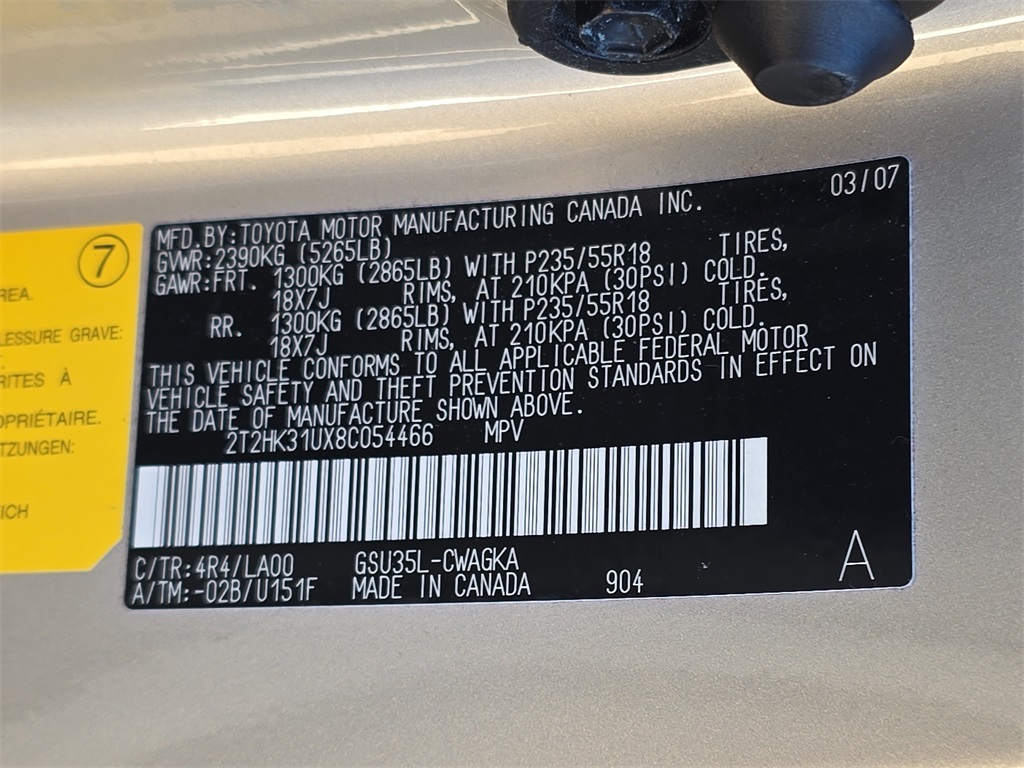 MFD.BY:TOYOTA MOTOR MANUFACTURING CANADA INC. 03/07
GVWR:2390KG (5265LB)
GAWR:FRT. 1300KG (2865LB) WITH P235/55R18 TIRES,
18X7J RIMS, AT 210KPA (30PSI) COLD.
RR. 1300KG (2865LB) WITH P235/55R18 TIRES,
18X7J RIMS, AT 210KPA (30PSI) COLD.
THIS VEHICLE CONFORMS TO ALL APPLICABLE FEDERAL MOTOR
VEHICLE SAFETY AND THEFT PREVENTION STANDARDS IN EFFECT ON
THE DATE OF MANUFACTURE SHOWN ABOVE.
2T2HK31UX8C054466 MPV
C/TR:4R4/LA00 GSU35L-CWAGKA
A/TM:-02B/U151F MADE IN CANADA 904 A
7
REA.
LESSURE GRAVE:
RITES À
OPRIÉTAIRE.
TZUNGEN:
ICH